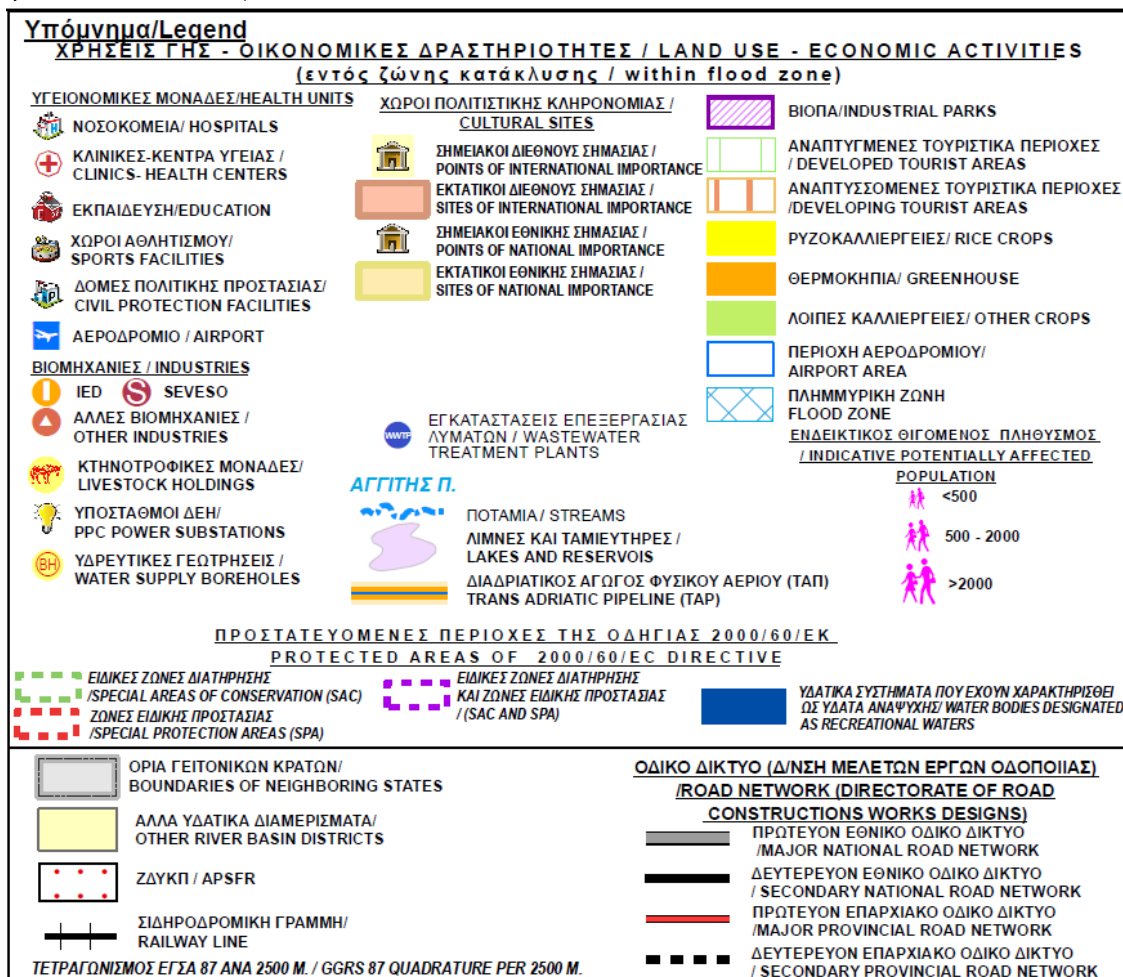 Υπόμνημα/Legend
ΧΡΗΣΕΙΣ ΓΗΣ - ΟΙΚΟΝΟΜΙΚΕΣ ΔΡΑΣΤΗΡΙΟΤΗΤΕΣ / LAND USE - ECONOMIC ACTIVITIES
(εντός ζώνης κατάκλυσης / within flood zone)
ΥΓΕΙΟΝΟΜΙΚΕΣ ΜΟΝΑΔΕΣ/HEALTH UNITS
ΝΟΣΟΚΟΜΕΙΑ/ HOSPITALS
ΚΛΙΝΙΚΕΣ-ΚΕΝΤΡΑ ΥΓΕΙΑΣ /
CLINICS- HEALTH CENTERS
ΕΚΠΑΙΔΕΥΣΗ/EDUCATION
ΧΩΡΟΙ ΑΘΛΗΤΙΣΜΟΥ/
SPORTS FACILITIES
ΔΟΜΕΣ ΠΟΛΙΤΙΚΗΣ ΠΡΟΣΤΑΣΙΑΣ/
CIVIL PROTECTION FACILITIES
ΑΕΡΟΔΡΟΜΙΟ / AIRPORT
ΒΙΟΜΗΧΑΝΙΕΣ / INDUSTRIES
I IED S SEVESO
ΑΛΛΕΣ ΒΙΟΜΗΧΑΝΙΕΣ /
OTHER INDUSTRIES
ΚΤΗΝΟΤΡΟΦΙΚΕΣ ΜΟΝΑΔΕΣ/
LIVESTOCK HOLDINGS
ΥΠΟΣΤΑΘΜΟΙ ΔΕΗ/
PPC POWER SUBSTATIONS
BH ΥΔΡΕΥΤΙΚΕΣ ΓΕΩΤΡΗΣΕΙΣ /
WATER SUPPLY BOREHOLES
ΧΩΡΟΙ ΠΟΛΙΤΙΣΤΙΚΗΣ ΚΛΗΡΟΝΟΜΙΑΣ /
CULTURAL SITES
ΣΗΜΕΙΑΚΟΙ ΔΙΕΘΝΟΥΣ ΣΗΜΑΣΙΑΣ /
POINTS OF INTERNATIONAL IMPORTANCE
ΕΚΤΑΤΙΚΟΙ ΔΙΕΘΝΟΥΣ ΣΗΜΑΣΙΑΣ /
SITES OF INTERNATIONAL IMPORTANCE
ΣΗΜΕΙΑΚΟΙ ΕΘΝΙΚΗΣ ΣΗΜΑΣΙΑΣ /
POINTS OF NATIONAL IMPORTANCE
ΕΚΤΑΤΙΚΟΙ ΕΘΝΙΚΗΣ ΣΗΜΑΣΙΑΣ /
SITES OF NATIONAL IMPORTANCE
WWTP ΕΓΚΑΤΑΣΤΑΣΕΙΣ ΕΠΕΞΕΡΓΑΣΙΑΣ
ΛΥΜΑΤΩΝ / WASTEWATER
TREATMENT PLANTS
ΑΓΓΙΤΗΣ Π.
ΠΟΤΑΜΙΑ / STREAMS
ΛΙΜΝΕΣ ΚΑΙ ΤΑΜΙΕΥΤΗΡΕΣ /
LAKES AND RESERVOIS
ΔΙΑΔΡΙΑΤΙΚΟΣ ΑΓΩΓΟΣ ΦΥΣΙΚΟΥ ΑΕΡΙΟΥ (ΤΑΠ)
TRANS ADRIATIC PIPELINE (TAP)
ΒΙΟΠΑ/INDUSTRIAL PARKS
ΑΝΑΠΤΥΓΜΕΝΕΣ ΤΟΥΡΙΣΤΙΚΑ ΠΕΡΙΟΧΕΣ
/ DEVELOPED TOURIST AREAS
ΑΝΑΠΤΥΣΣΟΜΕΝΕΣ ΤΟΥΡΙΣΤΙΚΑ ΠΕΡΙΟΧΕΣ
/DEVELOPING TOURIST AREAS
ΡΥΖΟΚΑΛΛΙΕΡΓΕΙΕΣ/ RICE CROPS
ΘΕΡΜΟΚΗΠΙΑ/ GREENHOUSE
ΛΟΙΠΕΣ ΚΑΛΛΙΕΡΓΕΙΕΣ/ OTHER CROPS
ΠΕΡΙΟΧΗ ΑΕΡΟΔΡΟΜΙΟΥ/
AIRPORT AREA
ΠΛΗΜΜΥΡΙΚΗ ΖΩΝΗ
FLOOD ZONE
ΕΝΔΕΙΚΤΙΚΟΣ ΘΙΓΟΜΕΝΟΣ ΠΛΗΘΥΣΜΟΣ
/ INDICATIVE POTENTIALLY AFFECTED
POPULATION
<500
500 - 2000
>2000
ΠΡΟΣΤΑΤΕΥΟΜΕΝΕΣ ΠΕΡΙΟΧΕΣ ΤΗΣ ΟΔΗΓΙΑΣ 2000/60/ΕΚ
PROTECTED AREAS OF 2000/60/EC DIRECTIVE
ΕΙΔΙΚΕΣ ΖΩΝΕΣ ΔΙΑΤΗΡΗΣΗΣ
/SPECIAL AREAS OF CONSERVATION (SAC)
ΖΩΝΕΣ ΕΙΔΙΚΗΣ ΠΡΟΣΤΑΣΙΑΣ
/SPECIAL PROTECTION AREAS (SPA)
ΕΙΔΙΚΕΣ ΖΩΝΕΣ ΔΙΑΤΗΡΗΣΗΣ
ΚΑΙ ΖΩΝΕΣ ΕΙΔΙΚΗΣ ΠΡΟΣΤΑΣΙΑΣ
/ (SAC AND SPA)
ΥΔΑΤΙΚΑ ΣΥΣΤΗΜΑΤΑ ΠΟΥ ΕΧΟΥΝ ΧΑΡΑΚΤΗΡΙΣΘΕΙ
ΩΣ ΥΔΑΤΑ ΑΝΑΨΥΧΗΣ/ WATER BODIES DESIGNATED
AS RECREATIONAL WATERS
ΟΡΙΑ ΓΕΙΤΟΝΙΚΩΝ ΚΡΑΤΩΝ/
BOUNDARIES OF NEIGHBORING STATES
ΑΛΛΑ ΥΔΑΤΙΚΑ ΔΙΑΜΕΡΙΣΜΑΤΑ/
OTHER RIVER BASIN DISTRICTS
ΖΔΥΚΠ / APSFR
ΣΙΔΗΡΟΔΡΟΜΙΚΗ ΓΡΑΜΜΗ/
RAILWAY LINE
ΤΕΤΡΑΓΩΝΙΣΜΟΣ ΕΓΣΑ 87 ΑΝΑ 2500 Μ. / GGRS 87 QUADRATURE PER 2500 M.
ΟΔΙΚΟ ΔΙΚΤΥΟ (Δ/ΝΣΗ ΜΕΛΕΤΩΝ ΕΡΓΩΝ ΟΔΟΠΟΙΙΑΣ)
/ROAD NETWORK (DIRECTORATE OF ROAD
CONSTRUCTIONS WORKS DESIGNS)
ΠΡΩΤΕΥΟΝ ΕΘΝΙΚΟ ΟΔΙΚΟ ΔΙΚΤΥΟ
/MAJOR NATIONAL ROAD NETWORK
ΔΕΥΤΕΡΕΥΟΝ ΕΘΝΙΚΟ ΟΔΙΚΟ ΔΙΚΤΥΟ
/ SECONDARY NATIONAL ROAD NETWORK
ΠΡΩΤΕΥΟΝ ΕΠΑΡΧΙΑΚΟ ΟΔΙΚΟ ΔΙΚΤΥΟ
/MAJOR PROVINCIAL ROAD NETWORK
ΔΕΥΤΕΡΕΥΟΝ ΕΠΑΡΧΙΑΚΟ ΟΔΙΚΟ ΔΙΚΤΥΟ
/ SECONDARY PROVINCIAL ROAD NETWORK